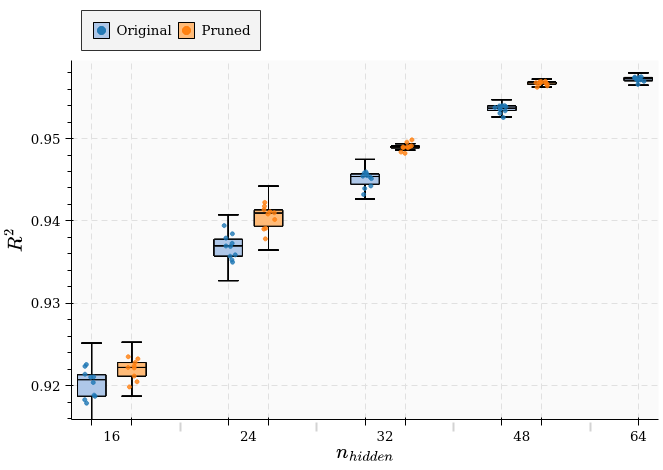 Original Pruned
R²
0.95
0.94
0.93
0.92
16 24 32 48 64
n_hidden